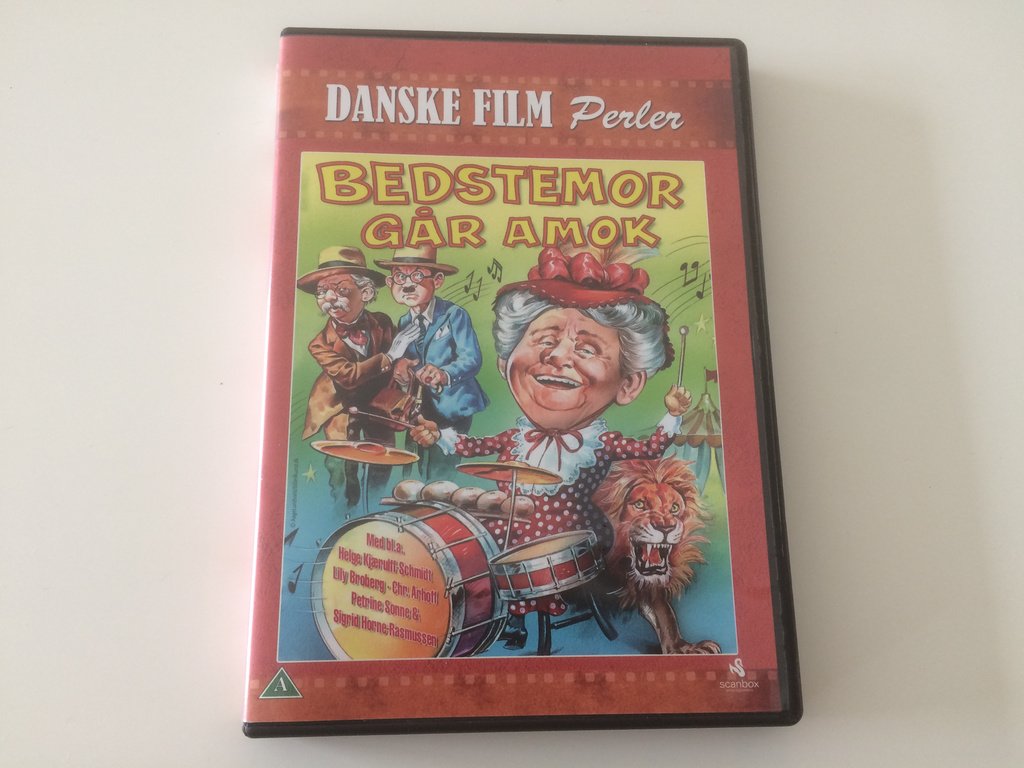 DANSKE FILM Perler
BEDSTEMOR
GÅR AMOK
Med bl.a.
Helge Kjærulff-Schmidt
Lily Broberg - Chr. Arhoff
Petrine Sonne &
Sigrid Horne-Rasmussen
A
scanbox